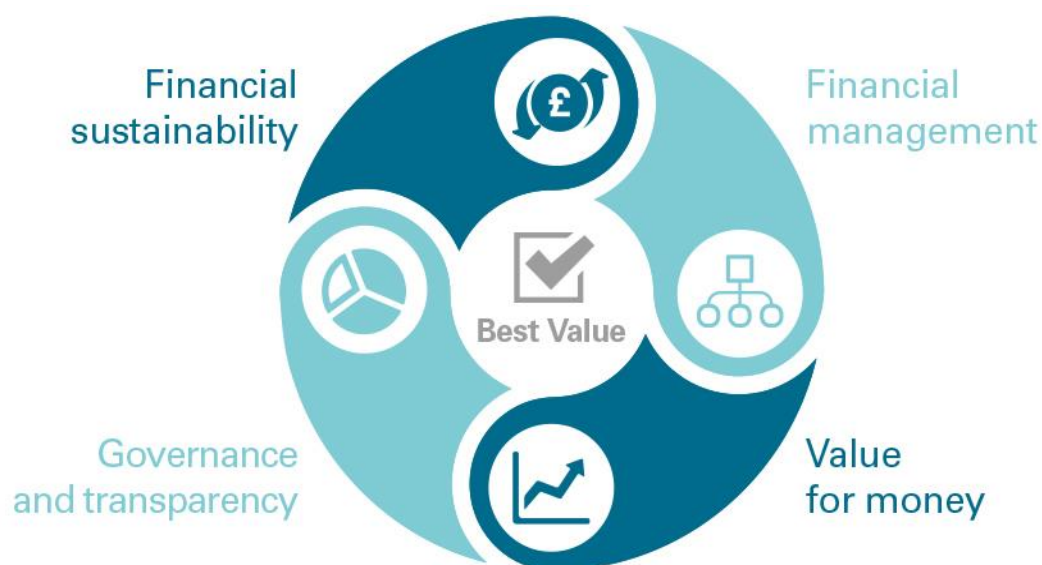 Financial
sustainability
£
Financial
management
Best Value
Governance
and transparency
Value
for money